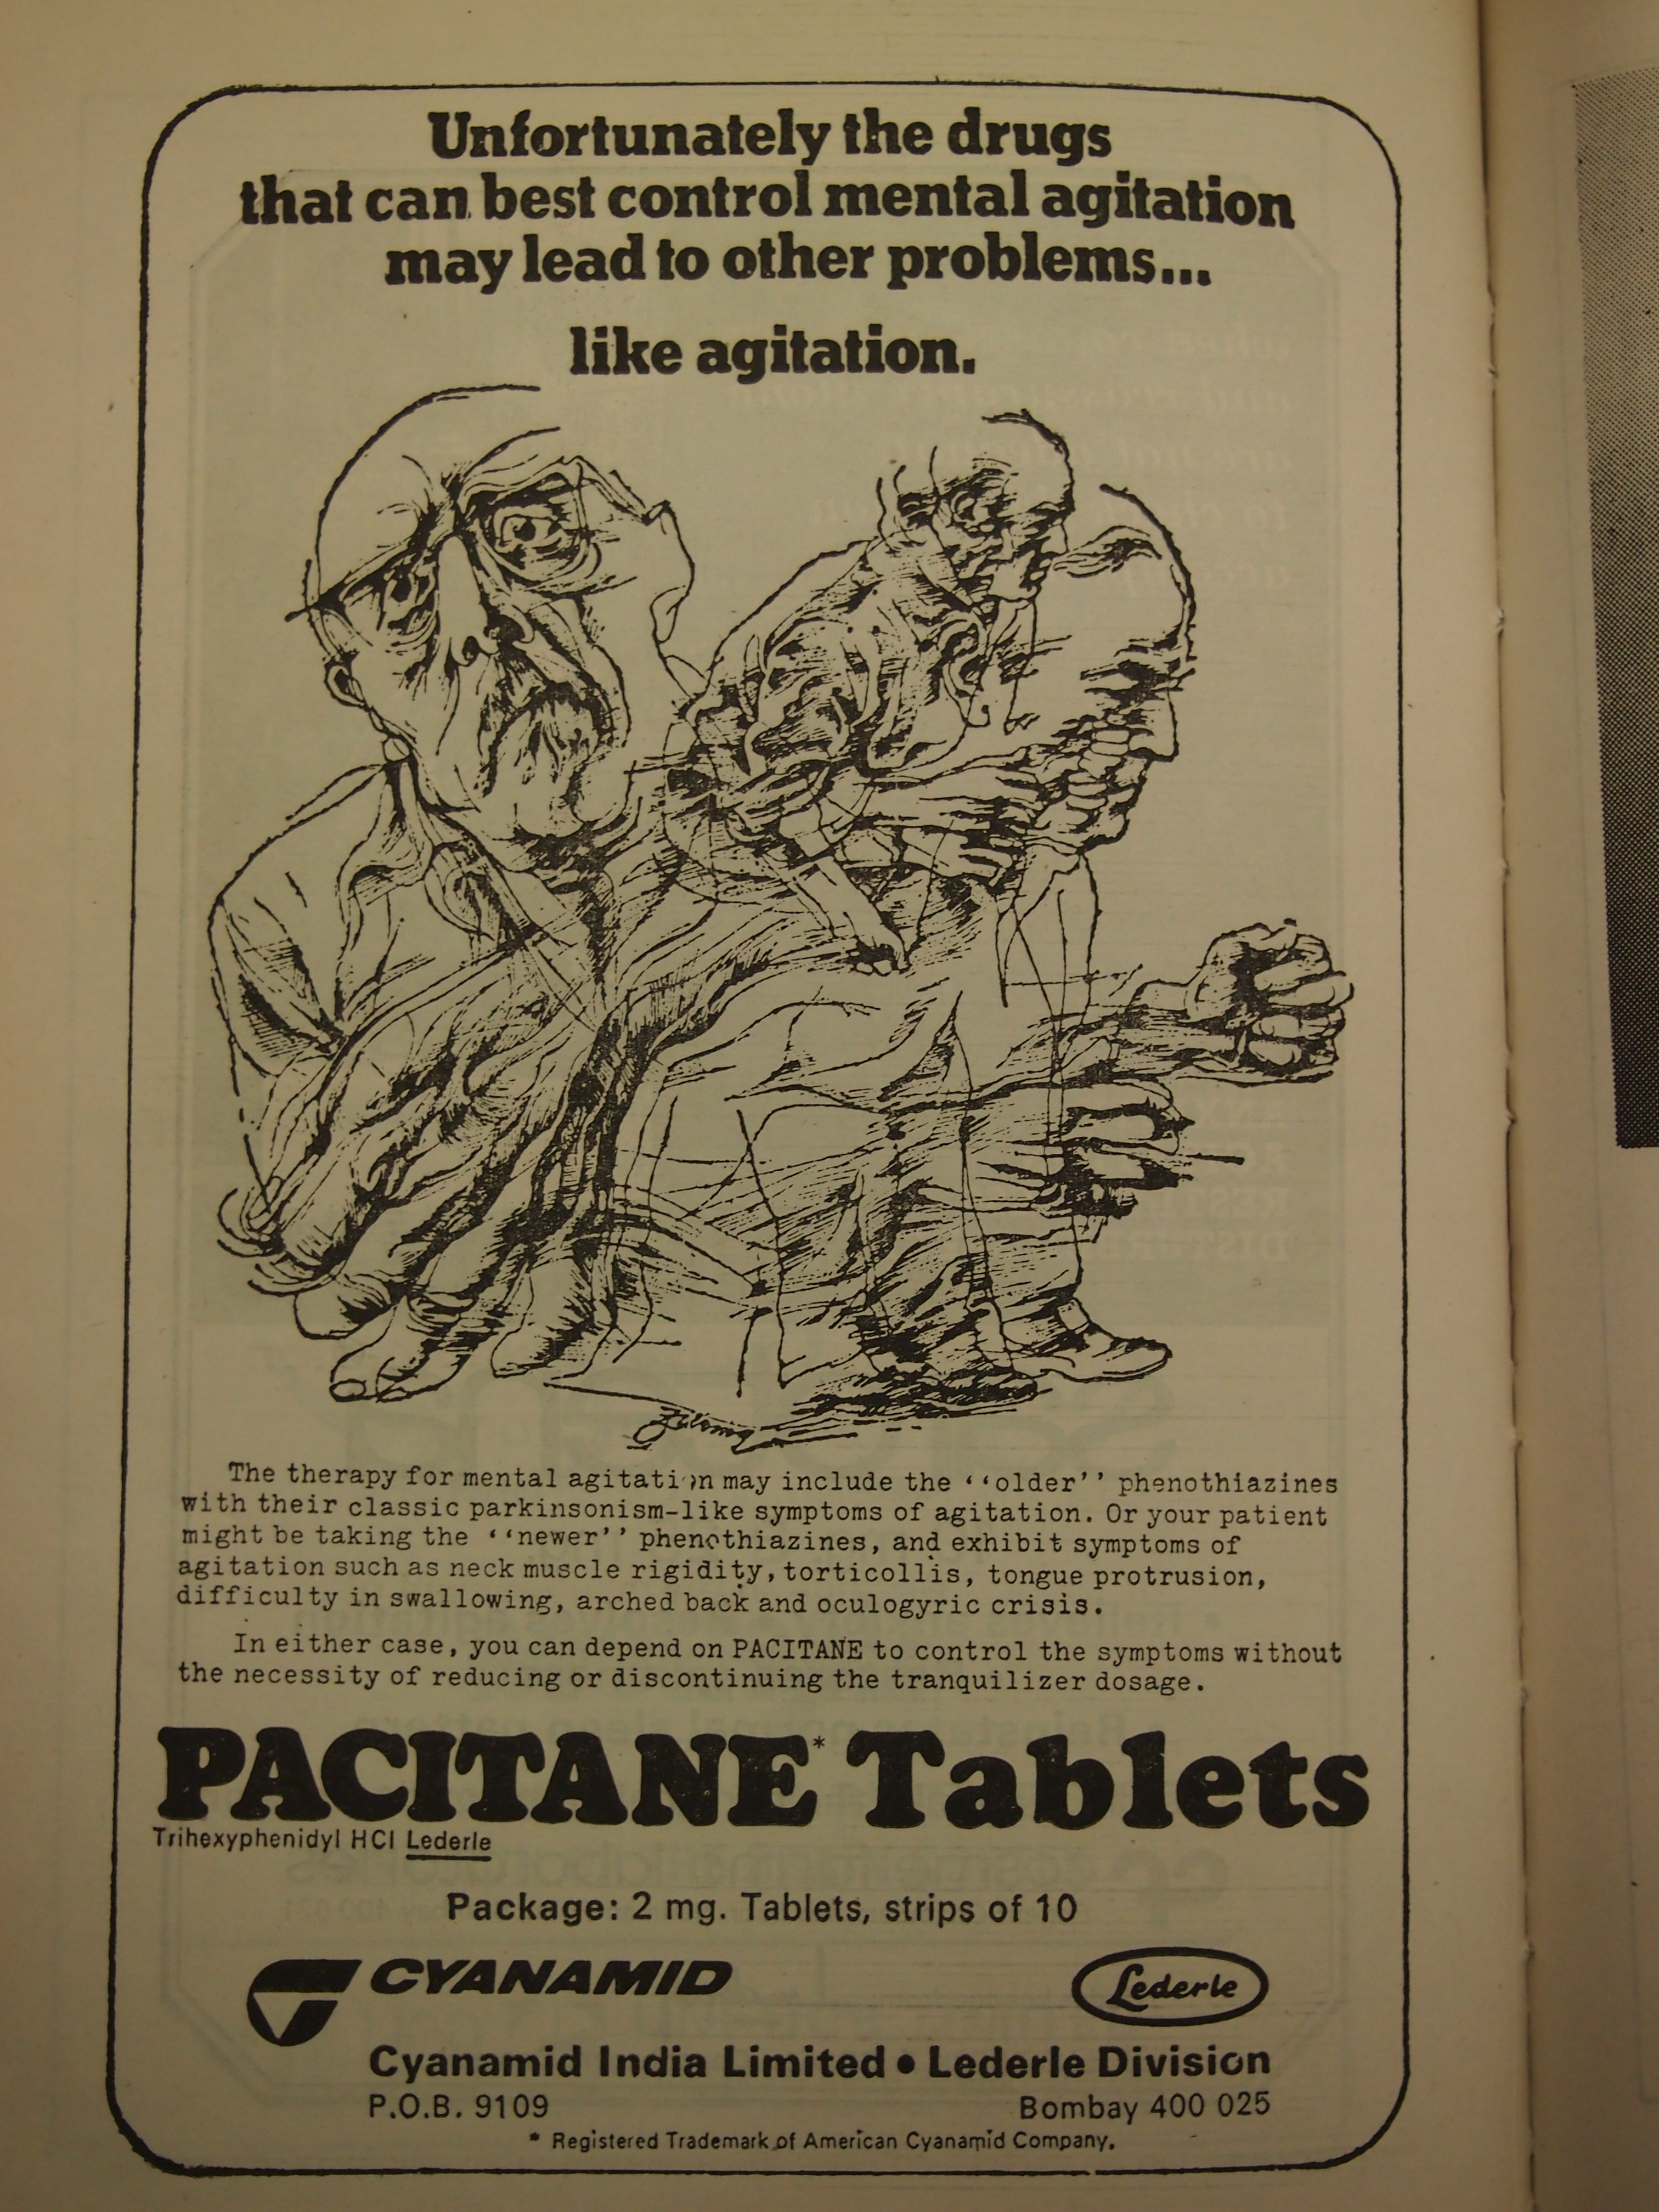 Unfortunately the drugs
that can best control mental agitation
may lead to other problems...
like agitation.
The therapy for mental agitation may include the ‘‘older’’ phenothiazines
with their classic parkinsonism-like symptoms of agitation. Or your patient
might be taking the ‘‘newer’’ phenothiazines, and exhibit symptoms of
agitation such as neck muscle rigidity, torticollis, tongue protrusion,
difficulty in swallowing, arched back and oculogyric crisis.
In either case, you can depend on PACITANE to control the symptoms without
the necessity of reducing or discontinuing the tranquilizer dosage.
PACITANE* Tablets
Trihexyphenidyl HCl Lederle
Package: 2 mg. Tablets, strips of 10
CYANAMID Lederle
Cyanamid India Limited • Lederle Division
P.O.B. 9109 Bombay 400 025
* Registered Trademark of American Cyanamid Company.